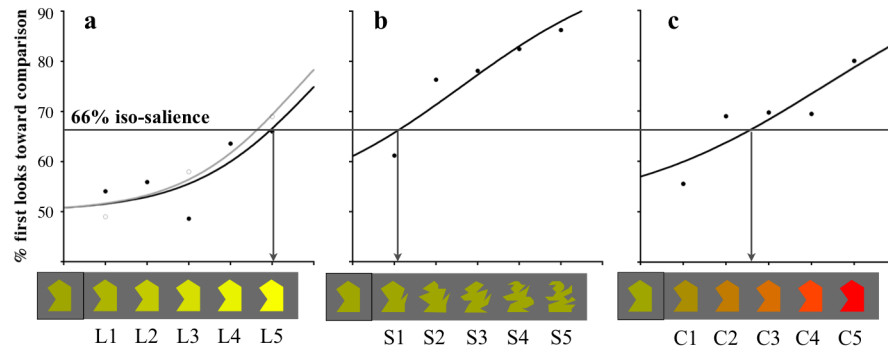 a
b
c
% first looks toward comparison
90
80
70
60
50
66% iso-salience
L1 L2 L3 L4 L5
S1 S2 S3 S4 S5
C1 C2 C3 C4 C5